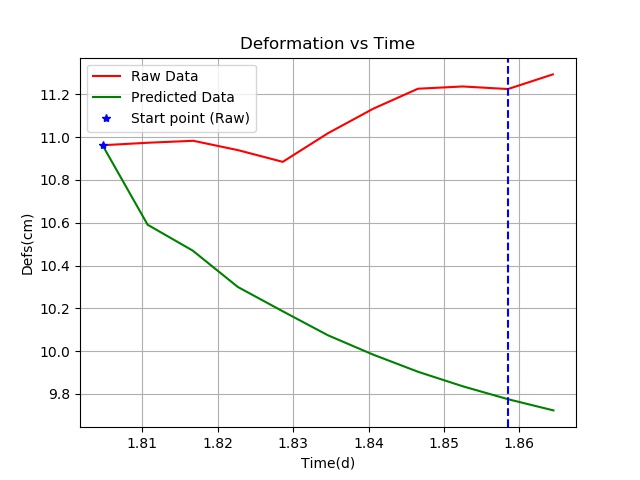 Deformation vs Time
Raw Data
Predicted Data
Start point (Raw)
11.2
11.0
10.8
10.6
10.4
10.2
10.0
9.8
Defs(cm)
1.81 1.82 1.83 1.84 1.85 1.86
Time(d)